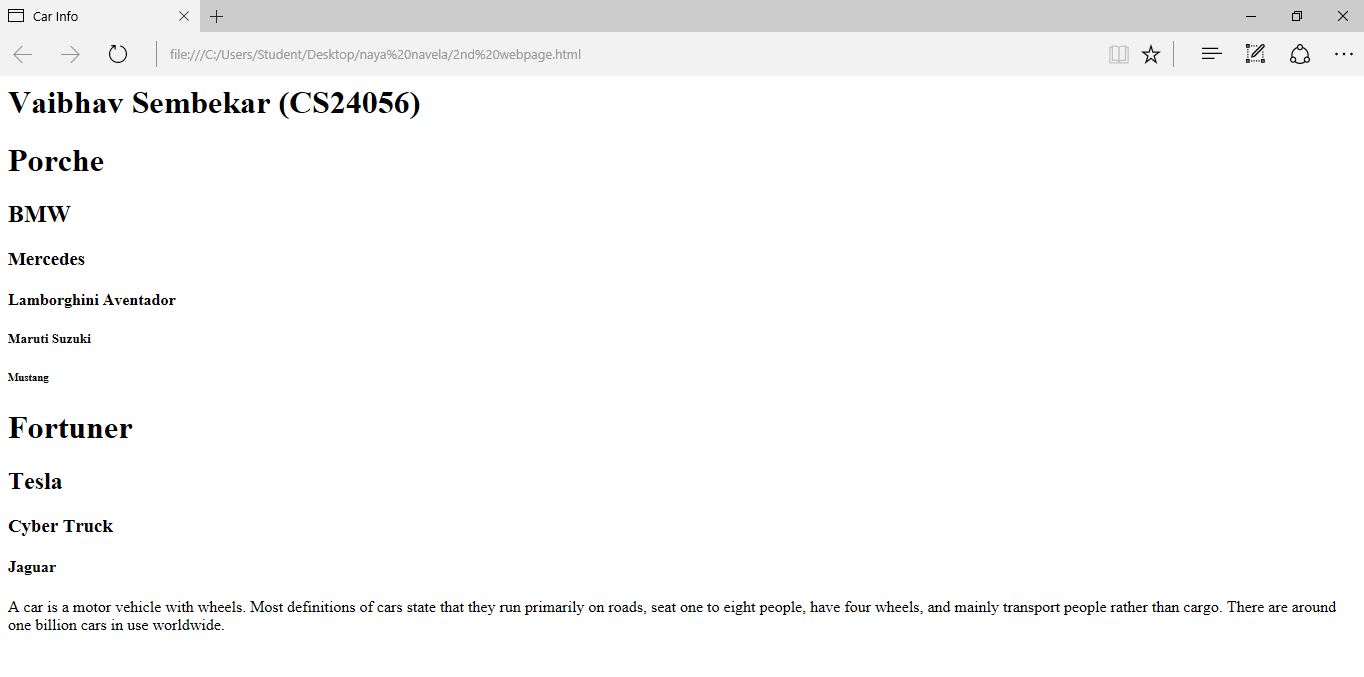 Car Info
file:///C:/Users/Student/Desktop/naya%20navela/2nd%20webpage.html
Vaibhav Sembekar (CS24056)
Porche
BMW
Mercedes
Lamborghini Aventador
Maruti Suzuki
Mustang
Fortuner
Tesla
Cyber Truck
Jaguar
A car is a motor vehicle with wheels. Most definitions of cars state that they run primarily on roads, seat one to eight people, have four wheels, and mainly transport people rather than cargo. There are around
one billion cars in use worldwide.